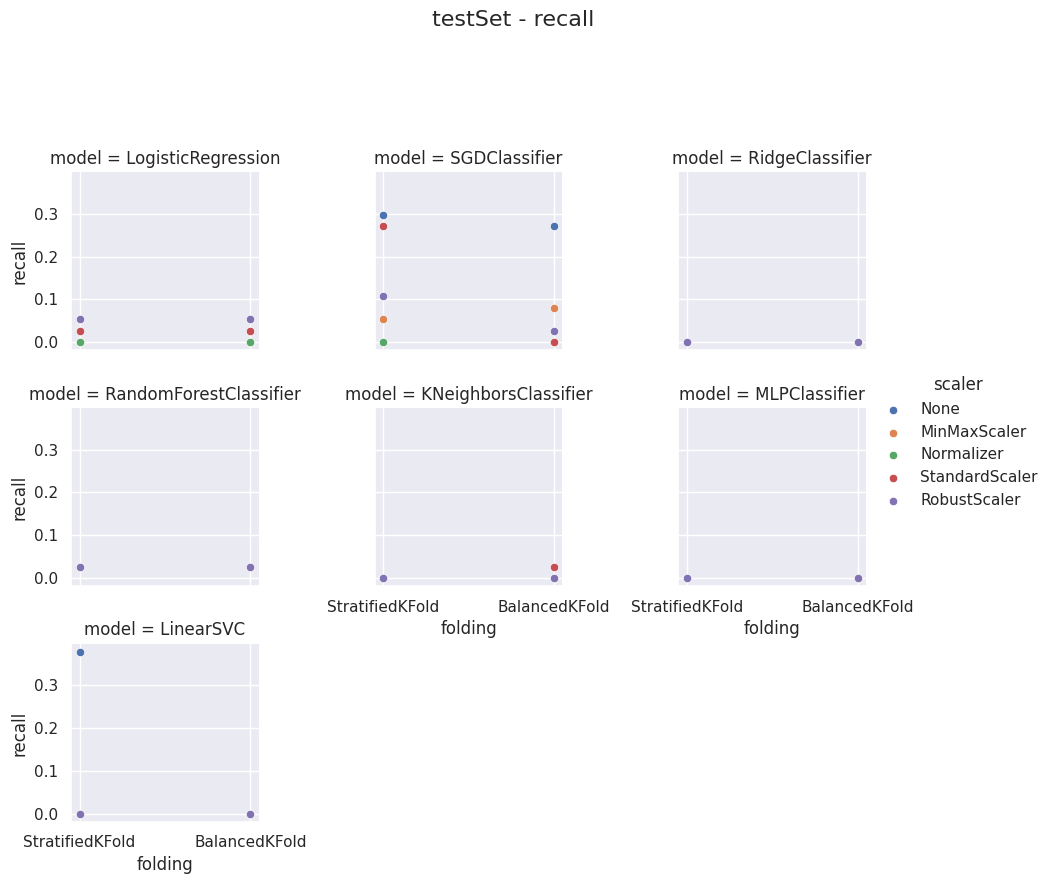 testSet - recall
model = LogisticRegression
model = SGDClassifier
model = RidgeClassifier
recall
0.3
0.2
0.1
0.0
model = RandomForestClassifier
model = KNeighborsClassifier
model = MLPClassifier
recall
0.3
0.2
0.1
0.0
StratifiedKFold
BalancedKFold
StratifiedKFold
BalancedKFold
folding
folding
scaler
None
MinMaxScaler
Normalizer
StandardScaler
RobustScaler
model = LinearSVC
recall
0.3
0.2
0.1
0.0
StratifiedKFold
BalancedKFold
folding